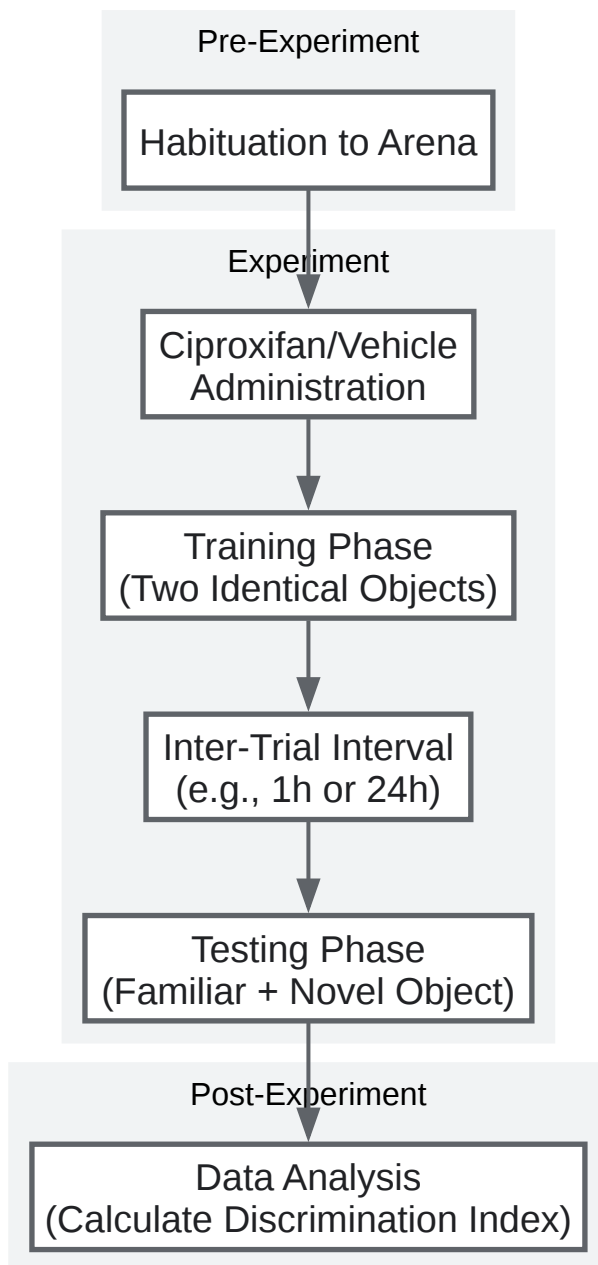 Pre-Experiment
Habituation to Arena
Experiment
Ciproxifan/Vehicle
Administration
Training Phase
(Two Identical Objects)
Inter-Trial Interval
(e.g., 1h or 24h)
Testing Phase
(Familiar + Novel Object)
Post-Experiment
Data Analysis
(Calculate Discrimination Index)